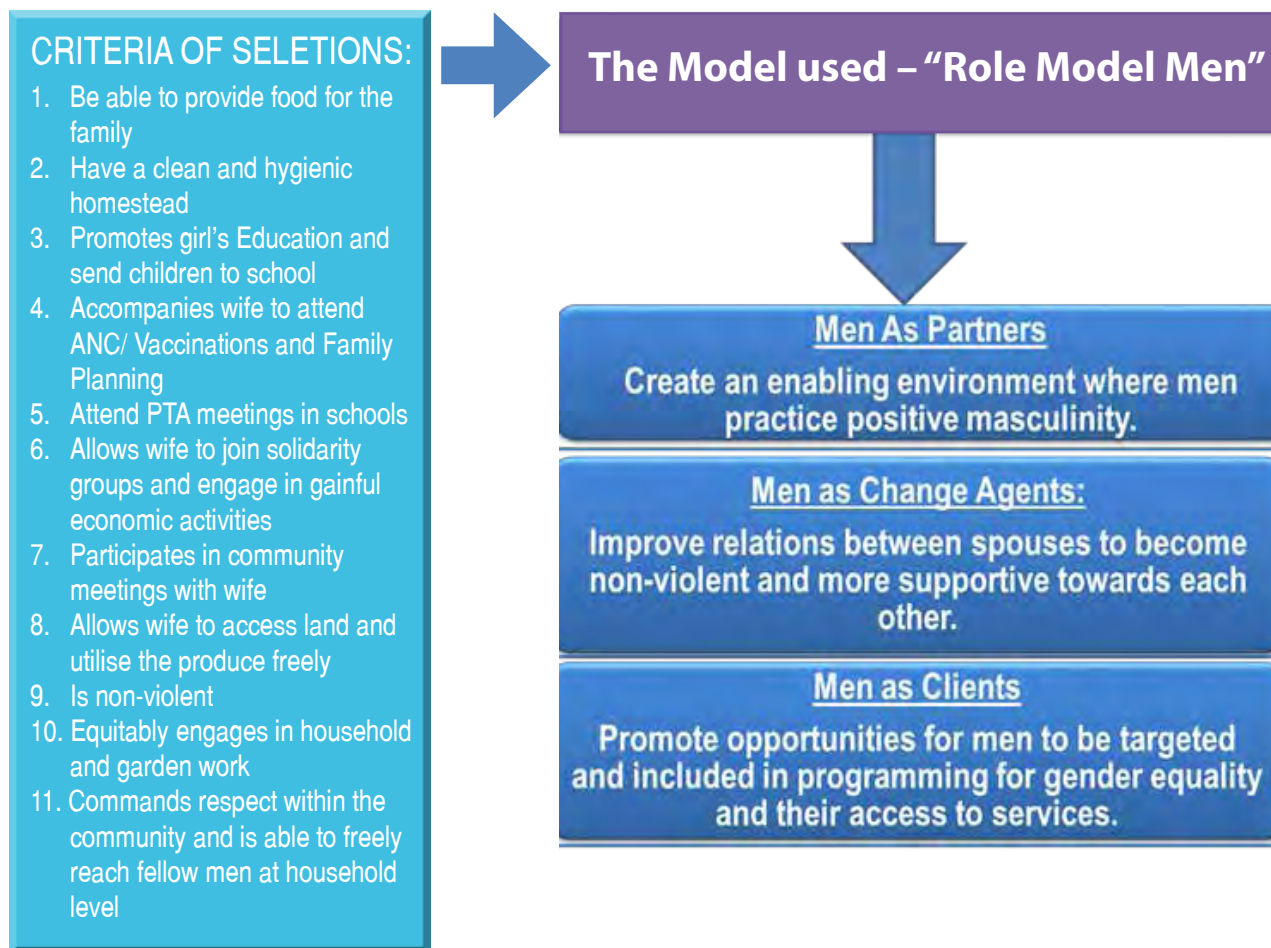 CRITERIA OF SELETIONS:
1. Be able to provide food for the
family
2. Have a clean and hygienic
homestead
3. Promotes girl's Education and
send children to school
4. Accompanies wife to attend
ANC/ Vaccinations and Family
Planning
5. Attend PTA meetings in schools
6. Allows wife to join solidarity
groups and engage in gainful
economic activities
7. Participates in community
meetings with wife
8. Allows wife to access land and
utilise the produce freely
9. Is non-violent
10. Equitably engages in household
and garden work
11. Commands respect within the
community and is able to freely
reach fellow men at household
level
The Model used – “Role Model Men”
Men As Partners
Create an enabling environment where men
practice positive masculinity.
Men as Change Agents:
Improve relations between spouses to become
non-violent and more supportive towards each
other.
Men as Clients
Promote opportunities for men to be targeted
and included in programming for gender equality
and their access to services.